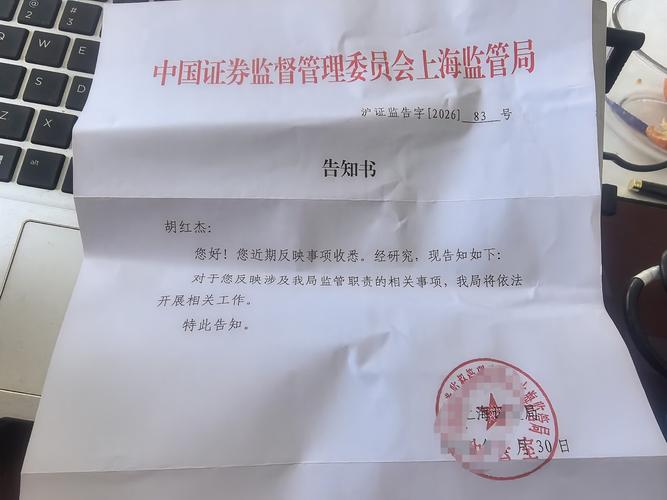 中国证券监督管理委员会上海监管局
沪证监告字[2026] 83 号
告知书
胡红杰:
您好!您近期反映事项收悉。经研究,现告知如下:
对于您反映涉及我局监管职责的相关事项,我局将依法
开展相关工作。
特此告知。
上海 局
月30日